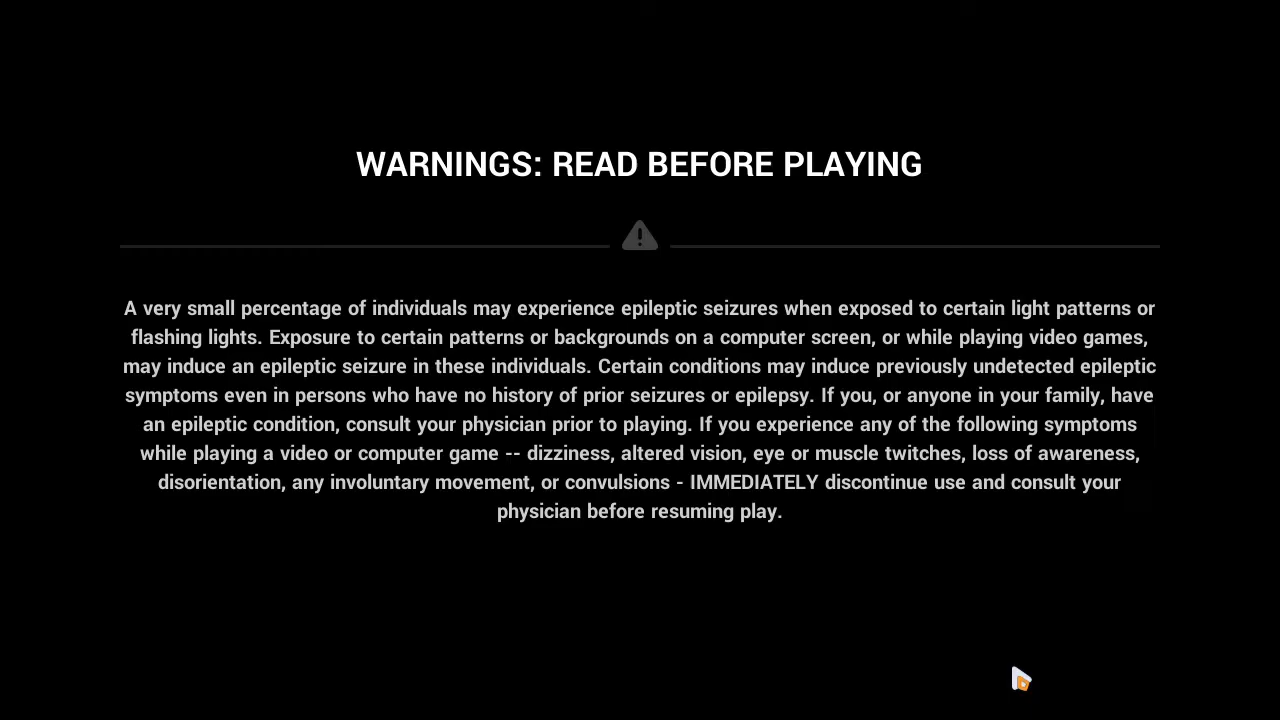 WARNINGS: READ BEFORE PLAYING
A very small percentage of individuals may experience epileptic seizures when exposed to certain light patterns or
flashing lights. Exposure to certain patterns or backgrounds on a computer screen, or while playing video games,
may induce an epileptic seizure in these individuals. Certain conditions may induce previously undetected epileptic
symptoms even in persons who have no history of prior seizures or epilepsy. If you, or anyone in your family, have
an epileptic condition, consult your physician prior to playing. If you experience any of the following symptoms
while playing a video or computer game -- dizziness, altered vision, eye or muscle twitches, loss of awareness,
disorientation, any involuntary movement, or convulsions - IMMEDIATELY discontinue use and consult your
physician before resuming play.